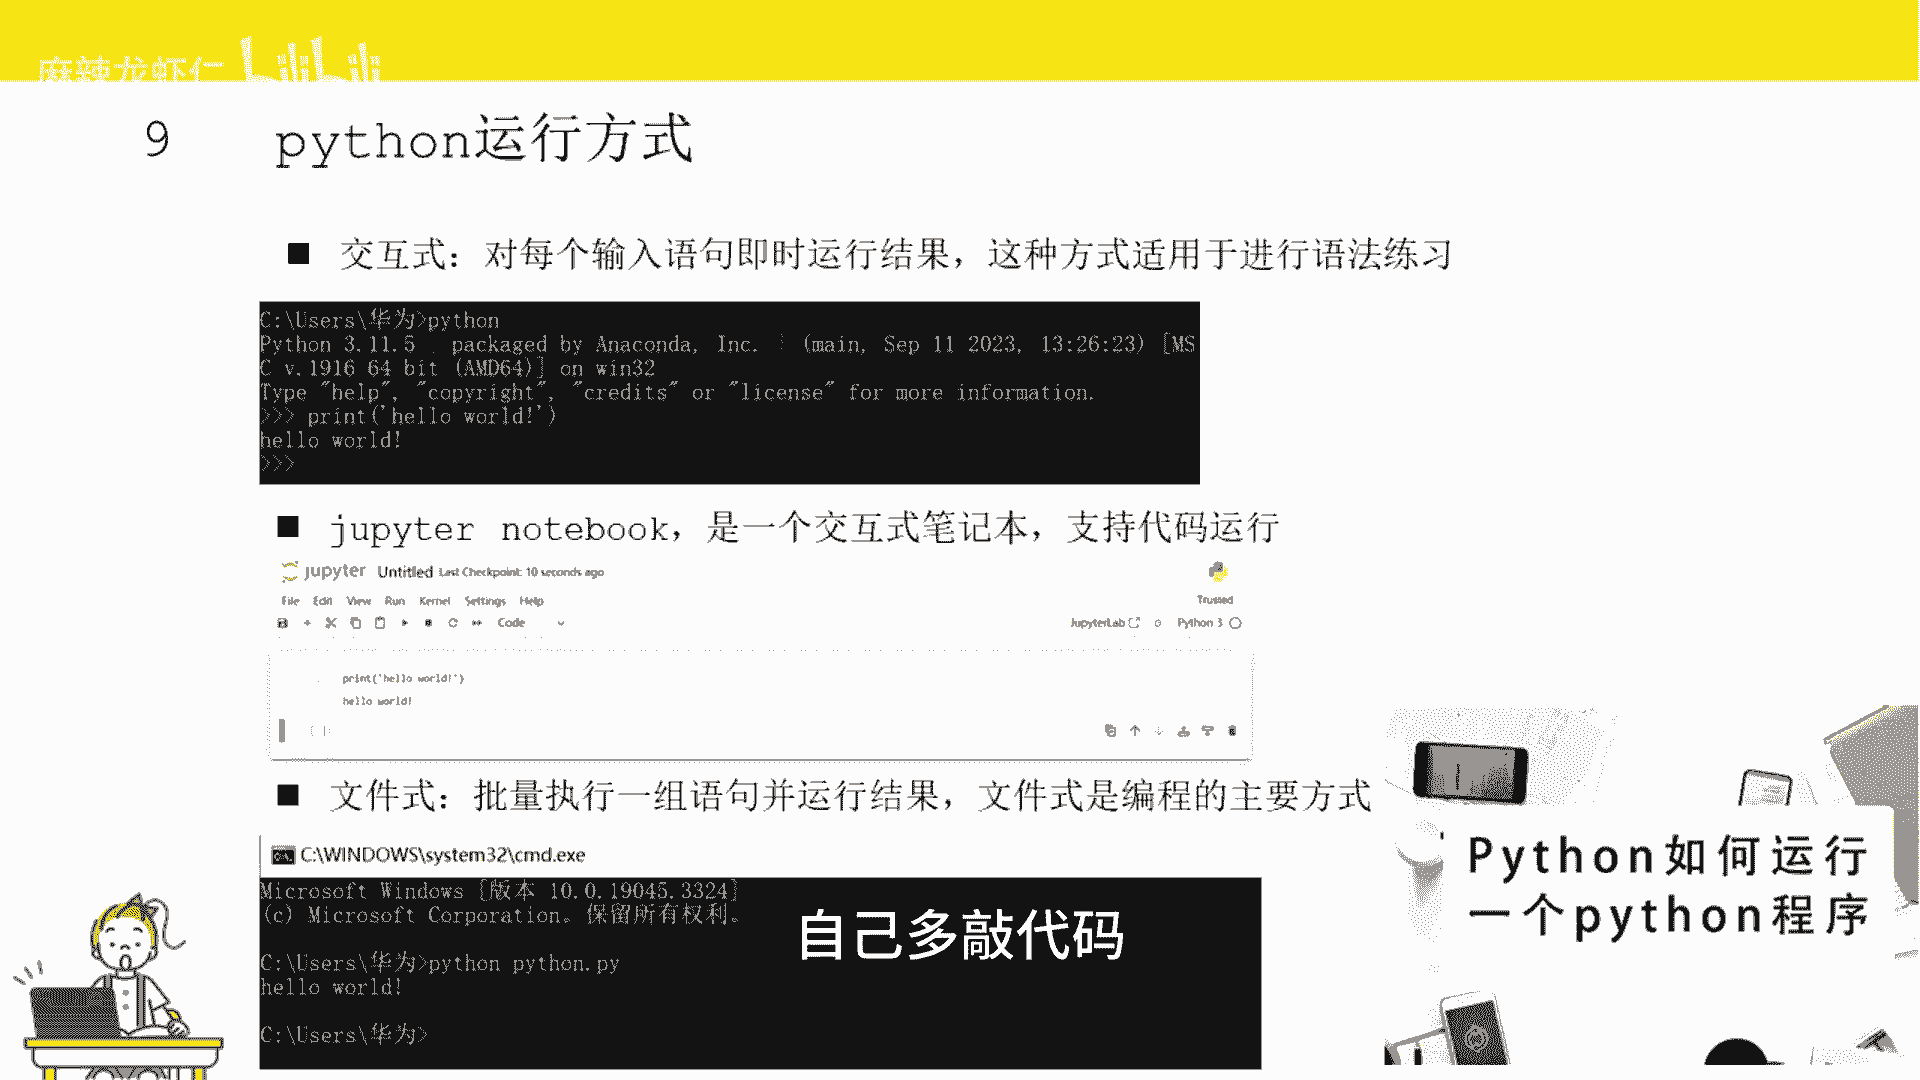 麻辣龙虾仁 bilibili
9 python运行方式
■ 交互式：对每个输入语句即时运行结果，这种方式适用于进行语法练习
C:\Users\华为>python
Python 3.11.5 packaged by Anaconda, Inc. (main, Sep 11 2023, 13:26:23) [MS
C v.1916 64 bit (AMD64)] on win32
Type "help", "copyright", "credits" or "license" for more information.
>>> print('hello world!')
hello world!
>>>
■ jupyter notebook，是一个交互式笔记本，支持代码运行
jupyter Untitled Last Checkpoint: 10 seconds ago
File Edit View Run Kernel Settings Help
Trusted
Code
JupyterLab Python 3
print('hello world!')
hello world!
[ ]:
■ 文件式：批量执行一组语句并运行结果，文件式是编程的主要方式
C:\WINDOWS\system32\cmd.exe
Microsoft Windows [版本 10.0.19045.3324]
(c) Microsoft Corporation。保留所有权利。
C:\Users\华为>python python.py
hello world!
C:\Users\华为>
自己多敲代码
Python如何运行
一个python程序